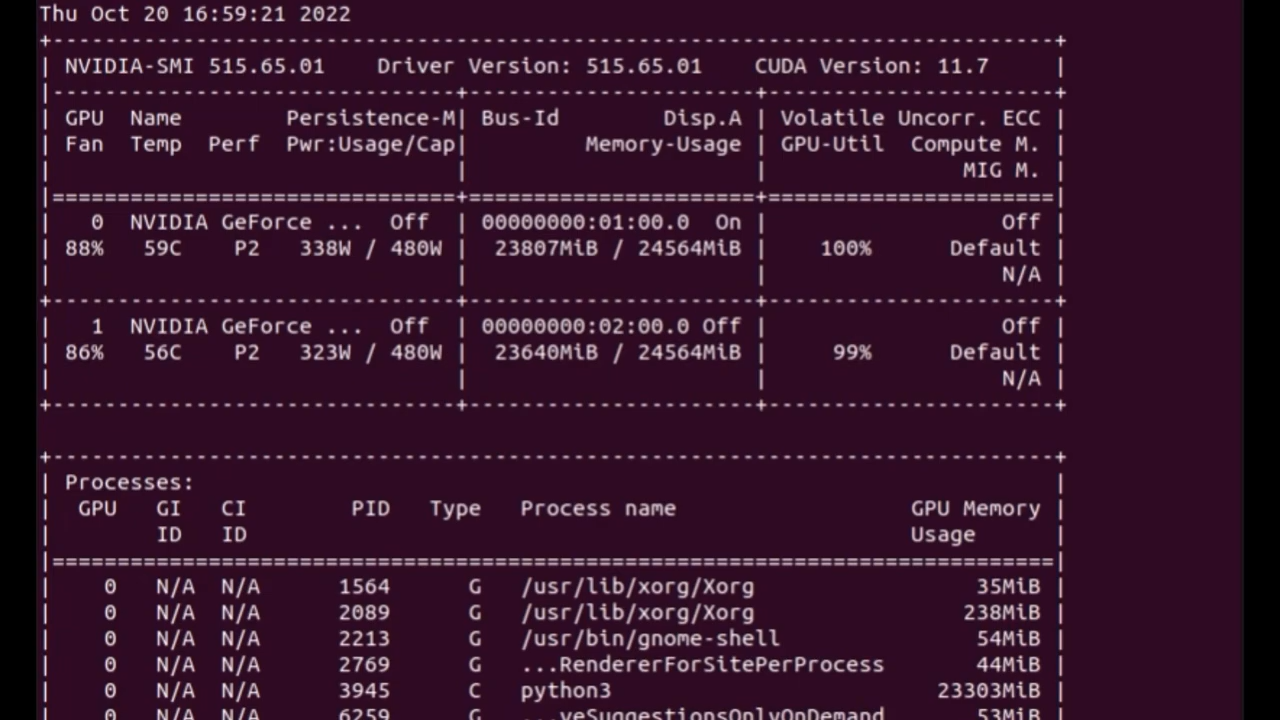 Thu Oct 20 16:59:21 2022
+-----------------------------------------------------------------------------+
| NVIDIA-SMI 515.65.01    Driver Version: 515.65.01    CUDA Version: 11.7     |
|-------------------------------+----------------------+----------------------+
| GPU  Name        Persistence-M| Bus-Id        Disp.A | Volatile Uncorr. ECC |
| Fan  Temp  Perf  Pwr:Usage/Cap|         Memory-Usage | GPU-Util  Compute M. |
|                               |                      |               MIG M. |
|===============================+======================+======================|
|   0  NVIDIA GeForce ...  Off  | 00000000:01:00.0  On |                  Off |
| 88%   59C    P2   338W / 480W |  23807MiB / 24564MiB |    100%      Default |
|                               |                      |                  N/A |
+-------------------------------+----------------------+----------------------+
|   1  NVIDIA GeForce ...  Off  | 00000000:02:00.0 Off |                  Off |
| 86%   56C    P2   323W / 480W |  23640MiB / 24564MiB |     99%      Default |
|                               |                      |                  N/A |
+-------------------------------+----------------------+----------------------+
+-----------------------------------------------------------------------------+
| Processes:                                                                  |
|  GPU   GI   CI        PID   Type   Process name                  GPU Memory |
|        ID   ID                                                   Usage      |
|=============================================================================|
|    0   N/A  N/A      1564      G   /usr/lib/xorg/Xorg                 35MiB |
|    0   N/A  N/A      2089      G   /usr/lib/xorg/Xorg                238MiB |
|    0   N/A  N/A      2213      G   /usr/bin/gnome-shell               54MiB |
|    0   N/A  N/A      2769      G   ...RendererForSitePerProcess       44MiB |
|    0   N/A  N/A      3945      C   python3                         23303MiB |
|    0   N/A  N/A      6259      G   ...veSuggestionsOnlyOnDemand       53MiB |